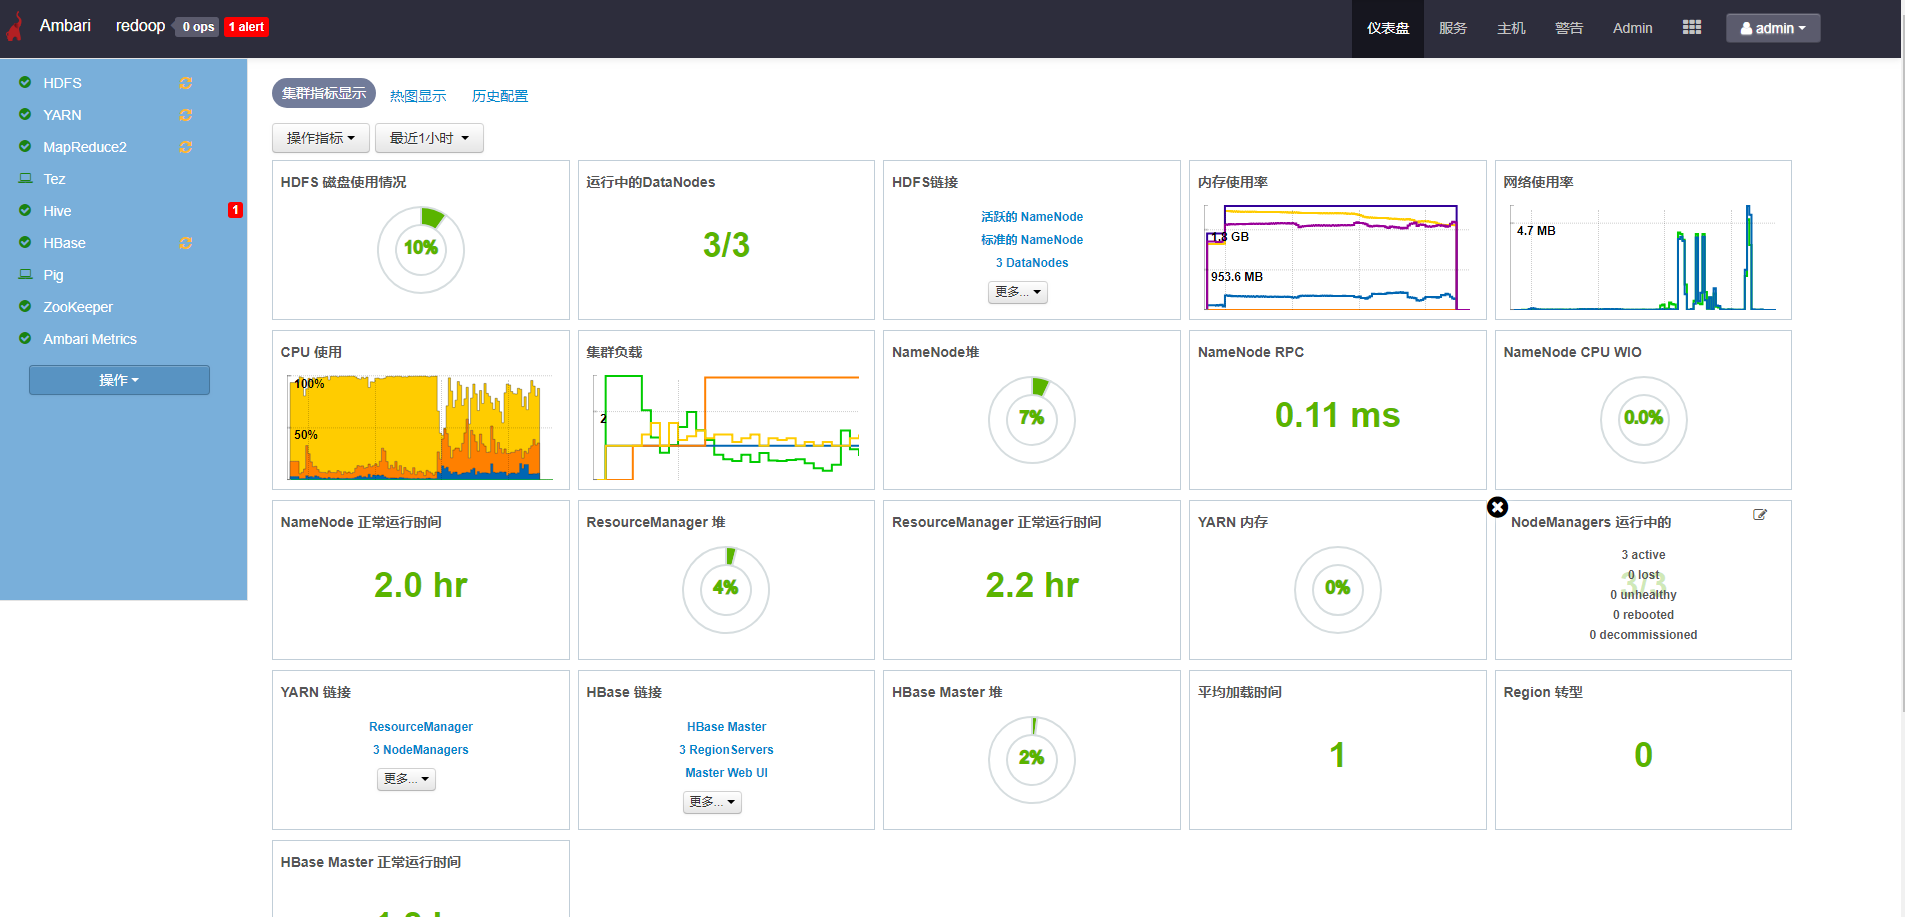 Ambari redoop 0 ops 1 alert 仪表盘 服务 主机 警告 Admin admin
HDFS
YARN
MapReduce2
Tez
Hive 1
HBase
Pig
ZooKeeper
Ambari Metrics
操作
集群指标显示 热图显示 历史配置
操作指标 最近1小时
HDFS 磁盘使用情况
10%
运行中的DataNodes
3/3
HDFS链接
活跃的 NameNode
标准的 NameNode
3 DataNodes
更多...
内存使用率
1.8 GB
953.6 MB
网络使用率
4.7 MB
CPU 使用
100%
50%
集群负载
2
NameNode堆
7%
NameNode RPC
0.11 ms
NameNode CPU WIO
0.0%
NameNode 正常运行时间
2.0 hr
ResourceManager 堆
4%
ResourceManager 正常运行时间
2.2 hr
YARN 内存
0%
NodeManagers 运行中的
3/3
3 active
0 lost
0 unhealthy
0 rebooted
0 decommissioned
YARN 链接
ResourceManager
3 NodeManagers
更多...
HBase 链接
HBase Master
3 RegionServers
Master Web UI
更多...
HBase Master 堆
2%
平均加载时间
1
Region 转型
0
HBase Master 正常运行时间